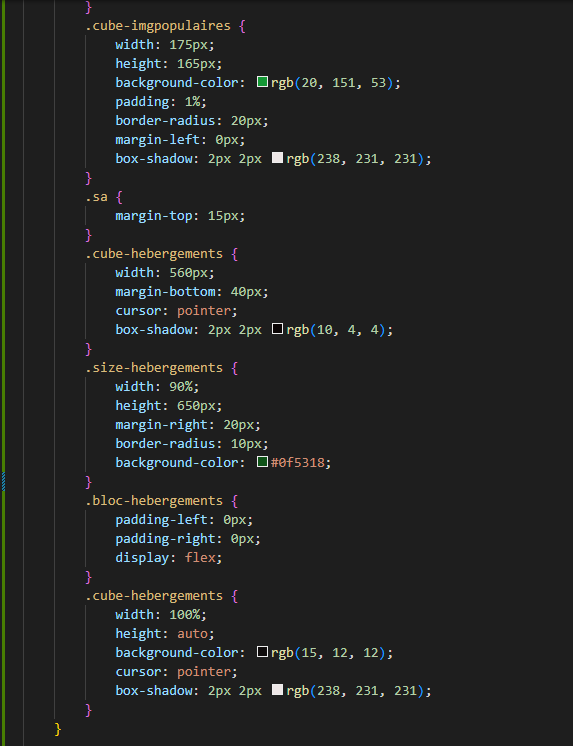 }
.cube-imgpopulaires {
width: 175px;
height: 165px;
background-color: rgb(20, 151, 53);
padding: 1%;
border-radius: 20px;
margin-left: 0px;
box-shadow: 2px 2px rgb(238, 231, 231);
}
.sa {
margin-top: 15px;
}
.cube-hebergements {
width: 560px;
margin-bottom: 40px;
cursor: pointer;
box-shadow: 2px 2px rgb(10, 4, 4);
}
.size-hebergements {
width: 90%;
height: 650px;
margin-right: 20px;
border-radius: 10px;
background-color: #0f5318;
}
.bloc-hebergements {
padding-left: 0px;
padding-right: 0px;
display: flex;
}
.cube-hebergements {
width: 100%;
height: auto;
background-color: rgb(15, 12, 12);
cursor: pointer;
box-shadow: 2px 2px rgb(238, 231, 231);
}
}